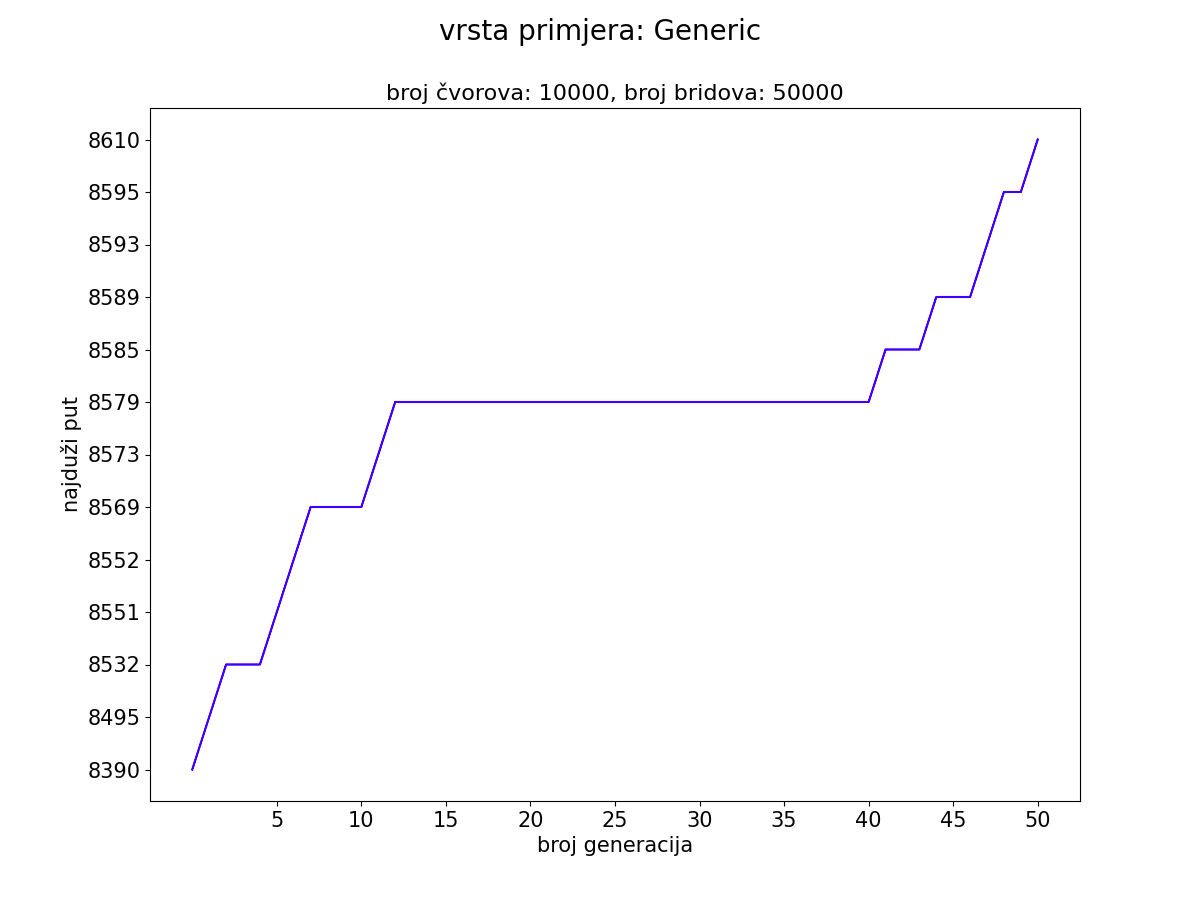 vrsta primjera: Generic
broj čvorova: 10000, broj bridova: 50000
8610
8595
8593
8589
8585
8579
8573
8569
8552
8551
8532
8495
8390
najduži put
5 10 15 20 25 30 35 40 45 50
broj generacija